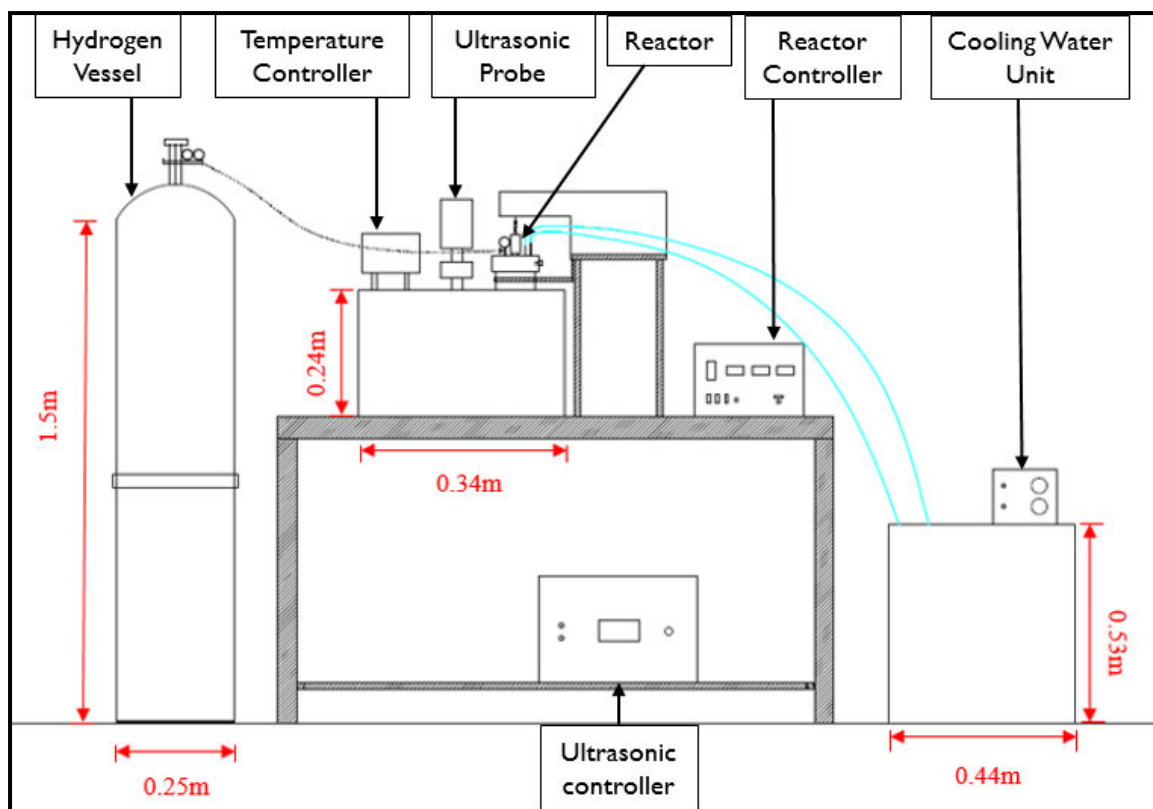 Hydrogen
Vessel
Temperature
Controller
Ultrasonic
Probe
Reactor
Reactor
Controller
Cooling Water
Unit
1.5m
0.24m
0.34m
0.53m
0.25m
Ultrasonic
controller
0.44m